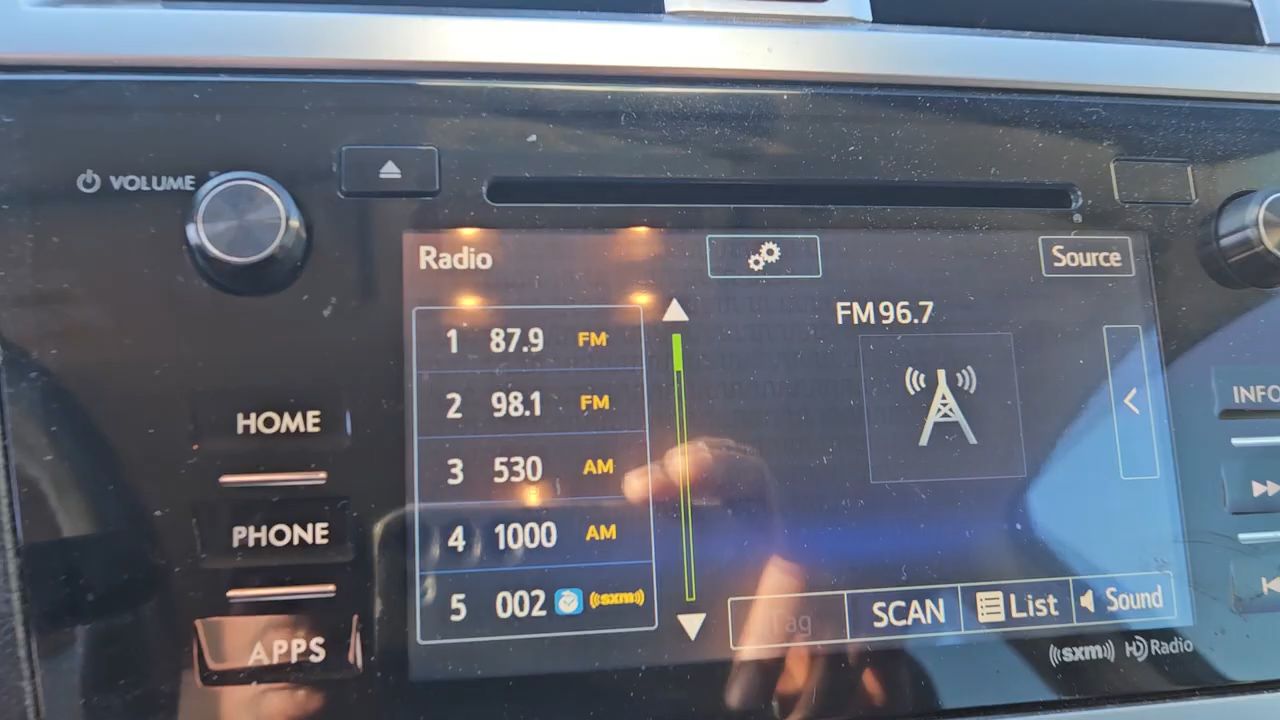 VOLUME
Radio
Source
FM 96.7
1 87.9 FM
2 98.1 FM
3 530 AM
4 1000 AM
5 002 ((sxm))
HOME
PHONE
APPS
INFO
Tag
SCAN
List
Sound
((sxm)) HD Radio